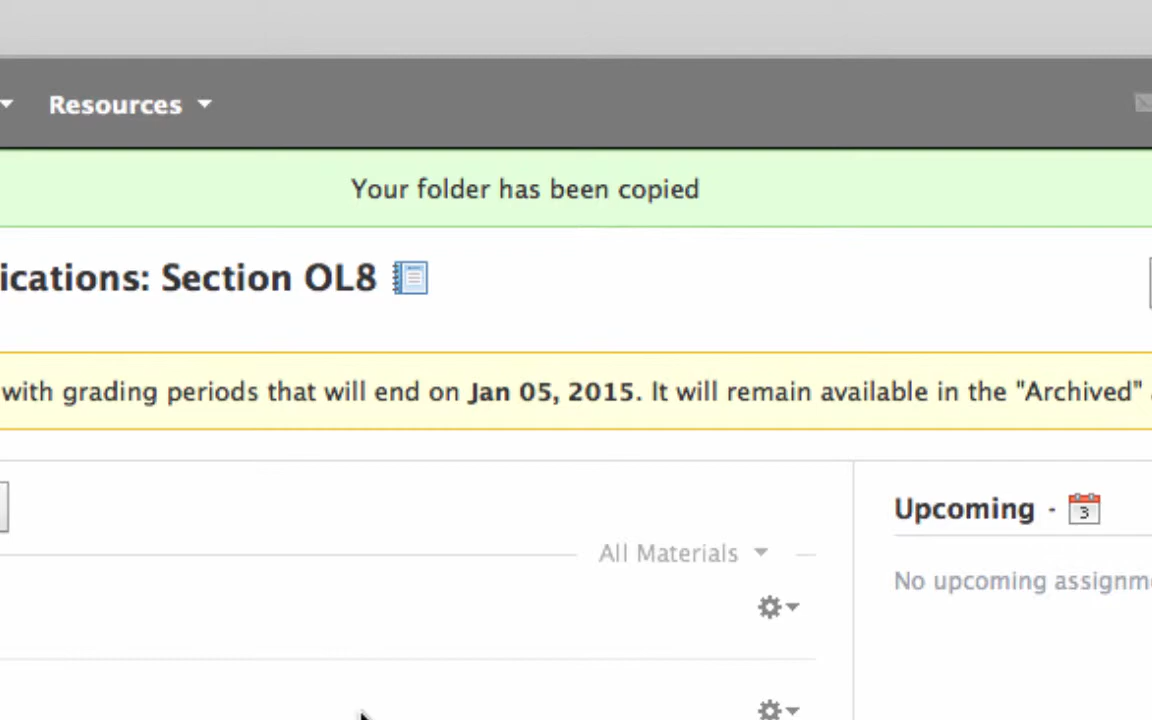 Resources
Your folder has been copied
ications: Section OL8
with grading periods that will end on Jan 05, 2015. It will remain available in the "Archived"
Upcoming · 3
All Materials
No upcoming assignm